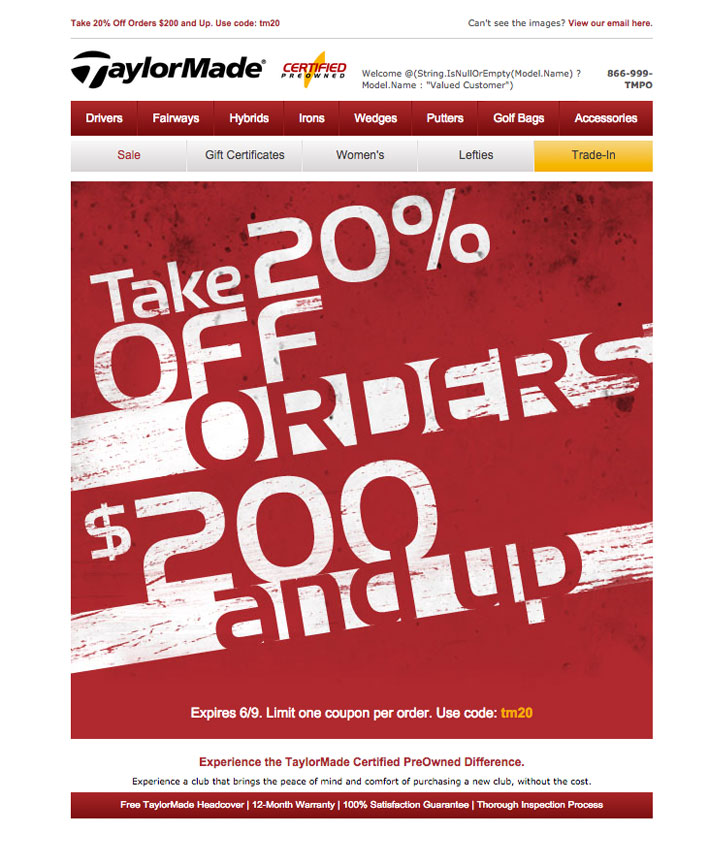 Take 20% Off Orders $200 and Up. Use code: tm20
Can't see the images? View our email here.
TaylorMade®
CERTIFIED
PREOWNED
Welcome @(String.IsNullOrEmpty(Model.Name) ?
Model.Name : "Valued Customer")
866-999-
TMPO
Drivers Fairways Hybrids Irons Wedges Putters Golf Bags Accessories
Sale Gift Certificates Women's Lefties Trade-In
Take 20%
OFF
ORDERS
$200
and up
Expires 6/9. Limit one coupon per order. Use code: tm20
Experience the TaylorMade Certified PreOwned Difference.
Experience a club that brings the peace of mind and comfort of purchasing a new club, without the cost.
Free TaylorMade Headcover | 12-Month Warranty | 100% Satisfaction Guarantee | Thorough Inspection Process